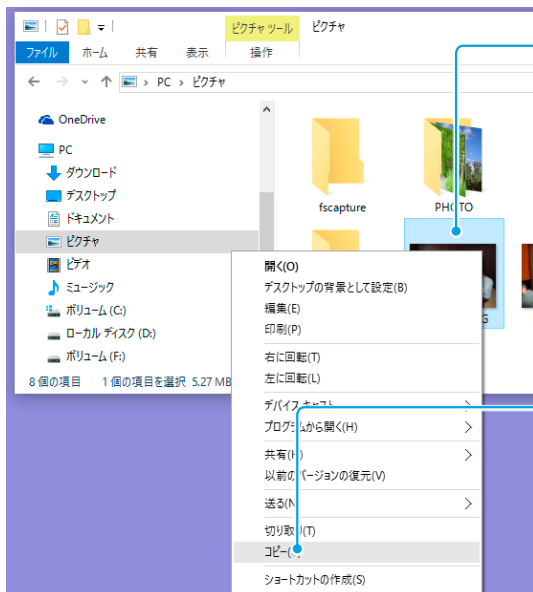 ピクチャ ツール
ピクチャ
ファイル
ホーム
共有
表示
操作
PC
ピクチャ
OneDrive
PC
ダウンロード
デスクトップ
ドキュメント
ピクチャ
ビデオ
ミュージック
ボリューム (C:)
ローカル ディスク (D:)
ボリューム (F:)
fscapture
PHOTO
G
8 個の項目
1 個の項目を選択 5.27 MB
開く(O)
デスクトップの背景として設定(B)
編集(E)
印刷(P)
右に回転(T)
左に回転(L)
デバイス キャスト
プログラムから開く(H)
共有(H)
以前のバージョンの復元(V)
送る(N)
切り取り(T)
コピー(
ショートカットの作成(S)